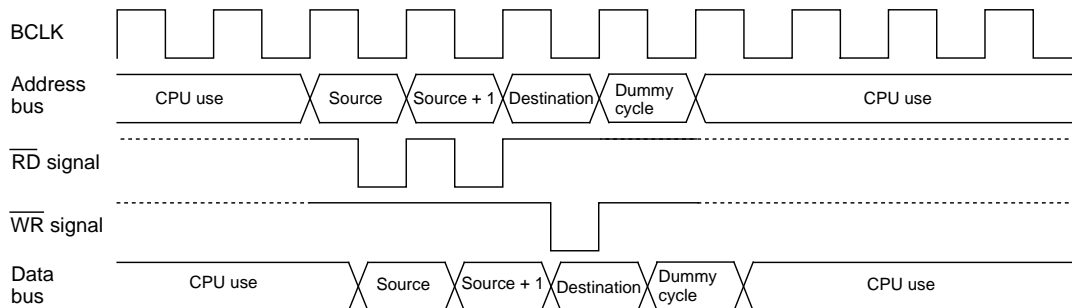 BCLK
Address
bus
CPU use
Source
Source + 1
Destination
Dummy
cycle
CPU use
RD signal
WR signal
Data
bus
CPU use
Source
Source + 1
Destination
Dummy
cycle
CPU use